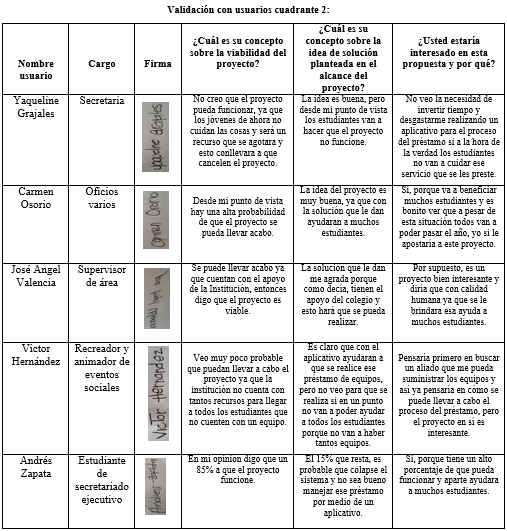 Validación con usuarios cuadrante 2:
Nombre
usuario
Cargo
Firma
¿Cuál es su concepto
sobre la viabilidad del
proyecto?
¿Cuál es su
concepto sobre la
idea de solución
planteada en el
alcance del
proyecto?
¿Usted estaría
interesado en esta
propuesta y por qué?
Yaqueline
Grajales
Secretaria
No creo que el proyecto
pueda funcionar, ya que
los jóvenes de ahora no
cuidan las cosas y será un
recurso que se agotara y
esto conllevara a que
cancelen el proyecto.
La idea es buena, pero
desde mi punto de vista
los estudiantes van a
hacer que el proyecto
no funcione.
No veo la necesidad de
invertir tiempo y
desgastarme realizando un
aplicativo para el proceso
del préstamo si a la hora de
la verdad los estudiantes
no van a cuidar ese
servicio que se les preste.
Carmen
Osorio
Oficios
varios
Carmen Osorio
Desde mi punto de vista
hay una alta probabilidad
de que el proyecto se
pueda llevar acabo.
La idea del proyecto es
muy buena, ya que con
la solución que le dan
ayudaran a muchos
estudiantes.
Si, porque va a beneficiar
muchos estudiantes y es
bonito ver que a pesar de
esta situación todos van a
poder pasar el año, yo si le
apostaría a este proyecto.
José Angel
Valencia
Supervisor
de área
Se puede llevar acabo ya
que cuentan con el apoyo
de la Institución, entonces
digo que el proyecto es
viable.
La solución que le dan
me agrada porque
como decía, tienen el
apoyo del colegio y
esto hará que se pueda
realizar.
Por supuesto, es un
proyecto bien interesante y
diría que con calidad
humana ya que se le
brindara esa ayuda a
muchos estudiantes.
Víctor
Hernández
Recreador y
animador de
eventos
sociales
Victor Hernandez
Veo muy poco probable
que puedan llevar a cabo el
proyecto ya que la
institución no cuenta con
tantos recursos para llegar
a todos los estudiantes que
no cuenten con un equipo.
Es claro que con el
aplicativo ayudaran a
que se realice ese
préstamo de equipos,
pero no veo para que se
realiza si en un punto
no van a poder ayudar
a todos los estudiantes
porque no van a haber
tantos equipos.
Pensaría primero en buscar
un aliado que me pueda
suministrar los equipos y
así ya pensaría en cómo se
puede llevar a cabo el
proceso del préstamo, pero
el proyecto en sí es
interesante.
Andrés
Zapata
Estudiante
de
secretariado
ejecutivo
En mi opinión digo que un
85% a que el proyecto
funcione.
El 15% que resta, es
probable que colapse el
sistema y no sea bueno
manejar ese préstamo
por medio de un
aplicativo.
Si, porque tiene un alto
porcentaje de que pueda
funcionar y aparte ayudara
a muchos estudiantes.